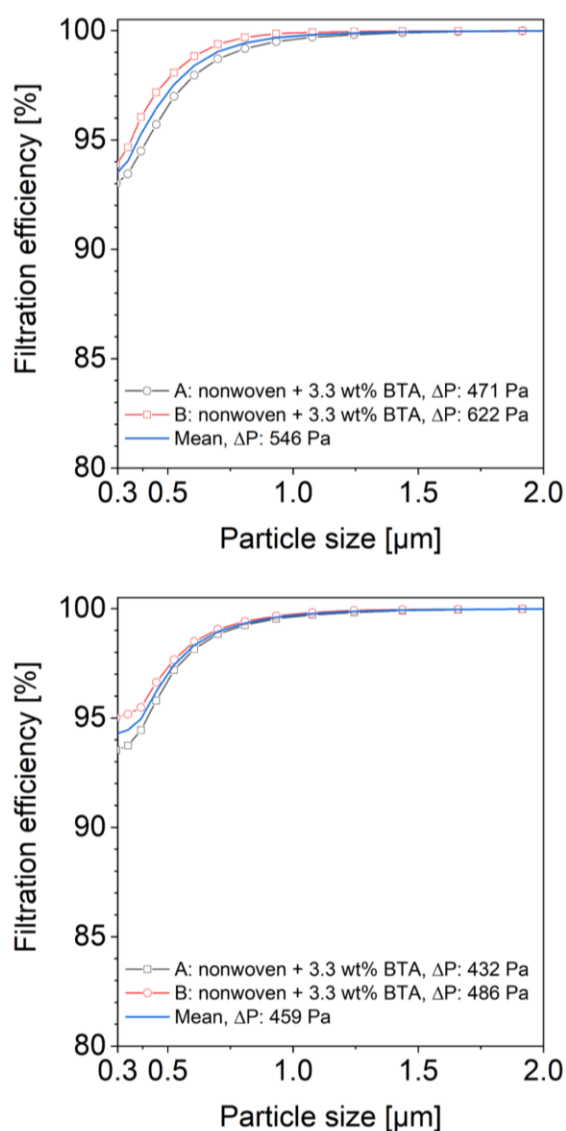 Filtration efficiency [%]
100
95
90
85
80
A: nonwoven + 3.3 wt% BTA, ΔP: 471 Pa
B: nonwoven + 3.3 wt% BTA, ΔP: 622 Pa
Mean, ΔP: 546 Pa
0.3 0.5 1.0 1.5 2.0
Particle size [µm]
Filtration efficiency [%]
100
95
90
85
80
A: nonwoven + 3.3 wt% BTA, ΔP: 432 Pa
B: nonwoven + 3.3 wt% BTA, ΔP: 486 Pa
Mean, ΔP: 459 Pa
0.3 0.5 1.0 1.5 2.0
Particle size [µm]